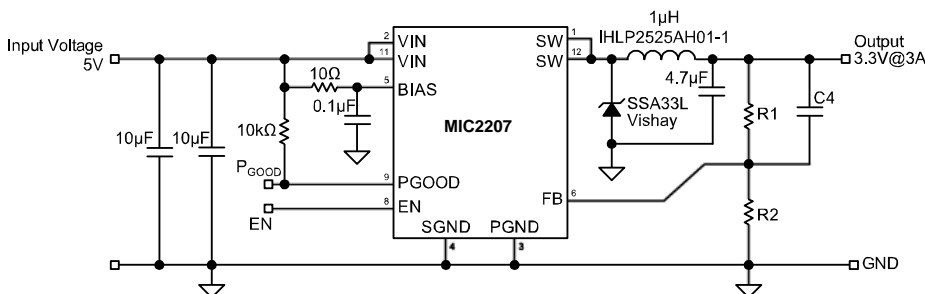 1µH
IHLP2525AH01-1
Input Voltage
5V
2
VIN
11
VIN
SW
1
SW
12
Output
3.3V@3A
10Ω
5
BIAS
0.1µF
4.7µF
C4
SSA33L
Vishay
R1
MIC2207
10kΩ
10µF
10µF
PGOOD
9
PGOOD
8
EN
EN
FB
6
R2
SGND
PGND
4
3
GND